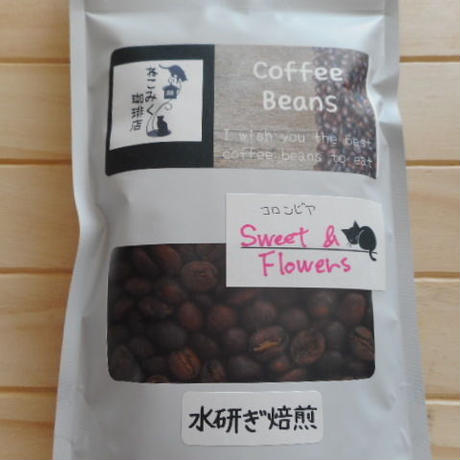 ねこみく
珈琲店
Coffee
Beans
I wish you the best
coffee beans to eat
コロンビア
Sweet &
Flowers
水研ぎ焙煎